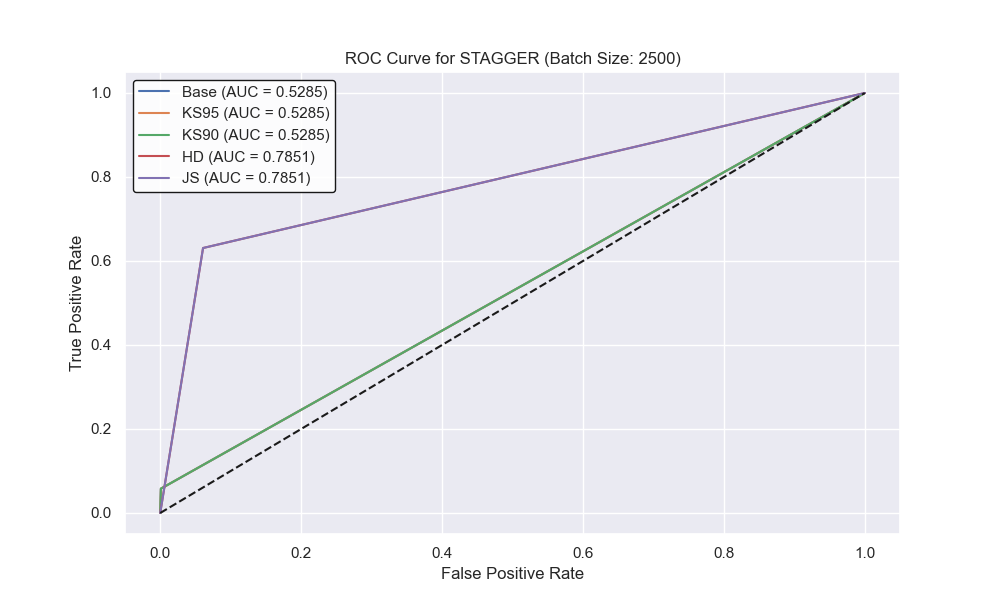 ROC Curve for STAGGER (Batch Size: 2500)
Base (AUC = 0.5285)
KS95 (AUC = 0.5285)
KS90 (AUC = 0.5285)
HD (AUC = 0.7851)
JS (AUC = 0.7851)
True Positive Rate
1.0
0.8
0.6
0.4
0.2
0.0
0.0 0.2 0.4 0.6 0.8 1.0
False Positive Rate